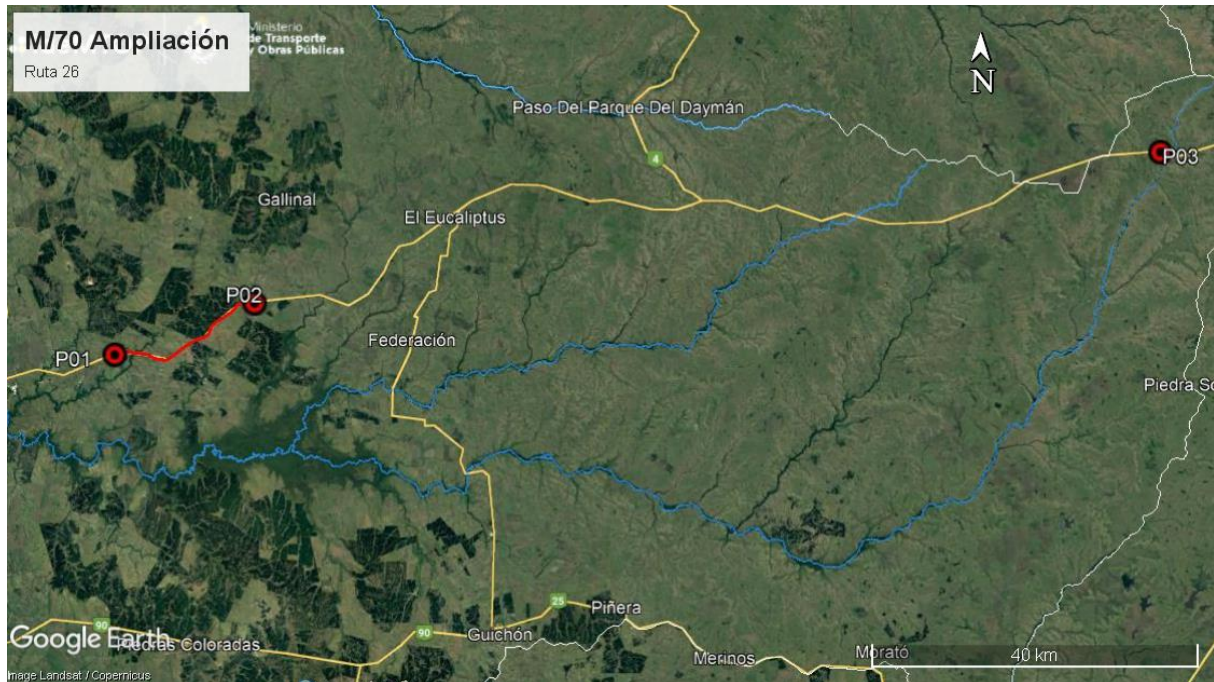 M/70 Ampliación
Ruta 26
Ministerio
de Transporte
y Obras Públicas
N
Paso Del Parque Del Daymán
4
P03
Gallinal
El Eucaliptus
P02
Federación
P01
Piedra So
25
Piñera
90
90
Guichón
Google Earth
Piedras Coloradas
Merinos
Morató
40 km
Image Landsat / Copernicus